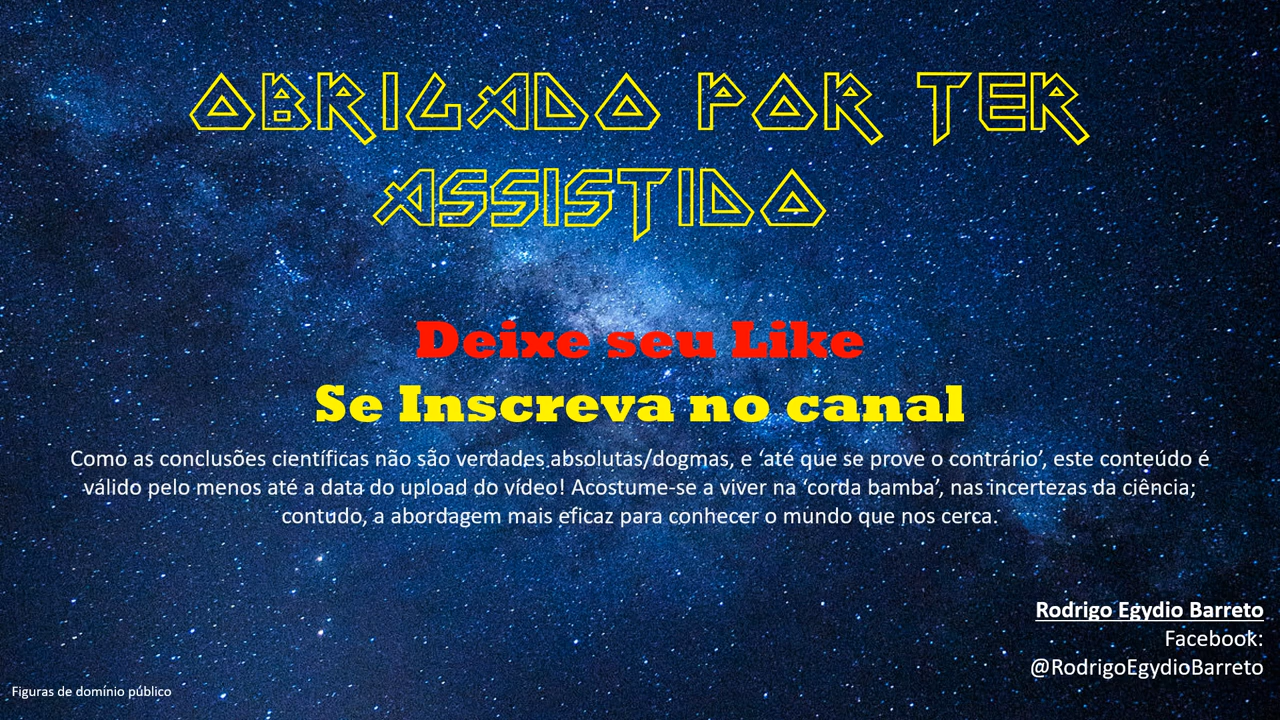 OBRIGADO POR TER
ASSISTIDO
Deixe seu Like
Se Inscreva no canal
Como as conclusões científicas não são verdades absolutas/dogmas, e ‘até que se prove o contrário’, este conteúdo é
válido pelo menos até a data do upload do vídeo! Acostume-se a viver na ‘corda bamba’, nas incertezas da ciência;
contudo, a abordagem mais eficaz para conhecer o mundo que nos cerca.
Rodrigo Egydio Barreto
Facebook:
@RodrigoEgydioBarreto
Figuras de domínio público